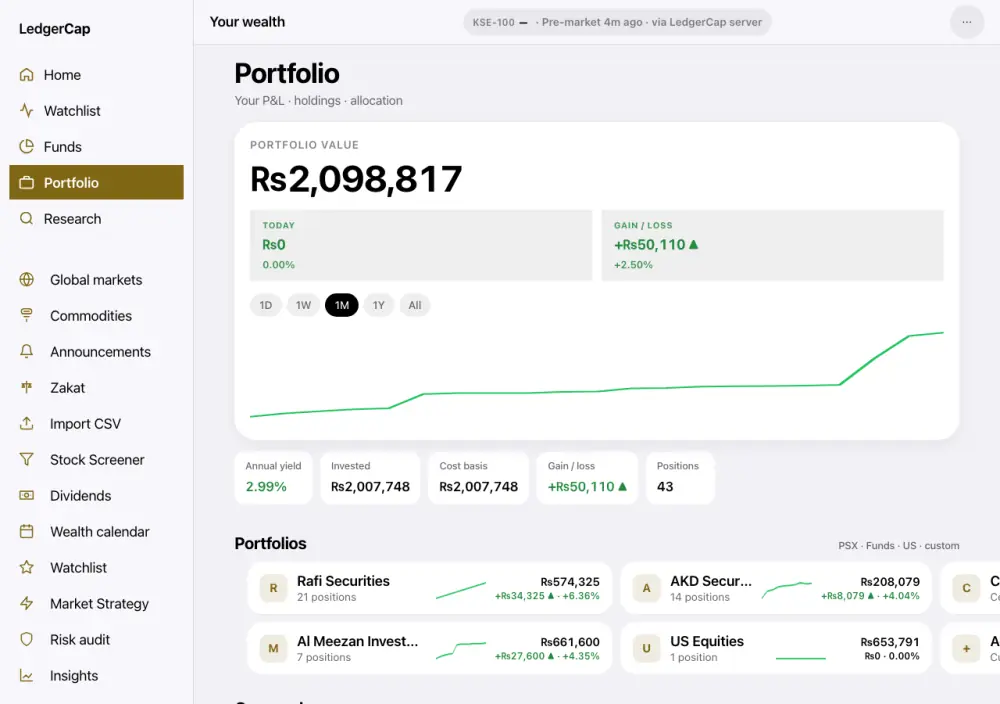 LedgerCap
Home
Watchlist
Funds
Portfolio
Research
Global markets
Commodities
Announcements
Zakat
Import CSV
Stock Screener
Dividends
Wealth calendar
Watchlist
Market Strategy
Risk audit
Insights
Your wealth
KSE-100 — · Pre-market 4m ago · via LedgerCap server
...
Portfolio
Your P&L · holdings · allocation
PORTFOLIO VALUE
Rs2,098,817
TODAY
Rs0
0.00%
GAIN / LOSS
+Rs50,110 ▲
+2.50%
1D 1W 1M 1Y All
Annual yield
2.99%
Invested
Rs2,007,748
Cost basis
Rs2,007,748
Gain / loss
+Rs50,110 ▲
Positions
43
Portfolios
PSX · Funds · US · custom
R
Rafi Securities
21 positions
Rs574,325
+Rs34,325 ▲ · +6.36%
A
AKD Secur...
14 positions
Rs208,079
+Rs8,079 ▲ · +4.04%
C
M
Al Meezan Invest...
7 positions
Rs661,600
+Rs27,600 ▲ · +4.35%
U
US Equities
1 position
Rs653,791
Rs0 · 0.00%
+